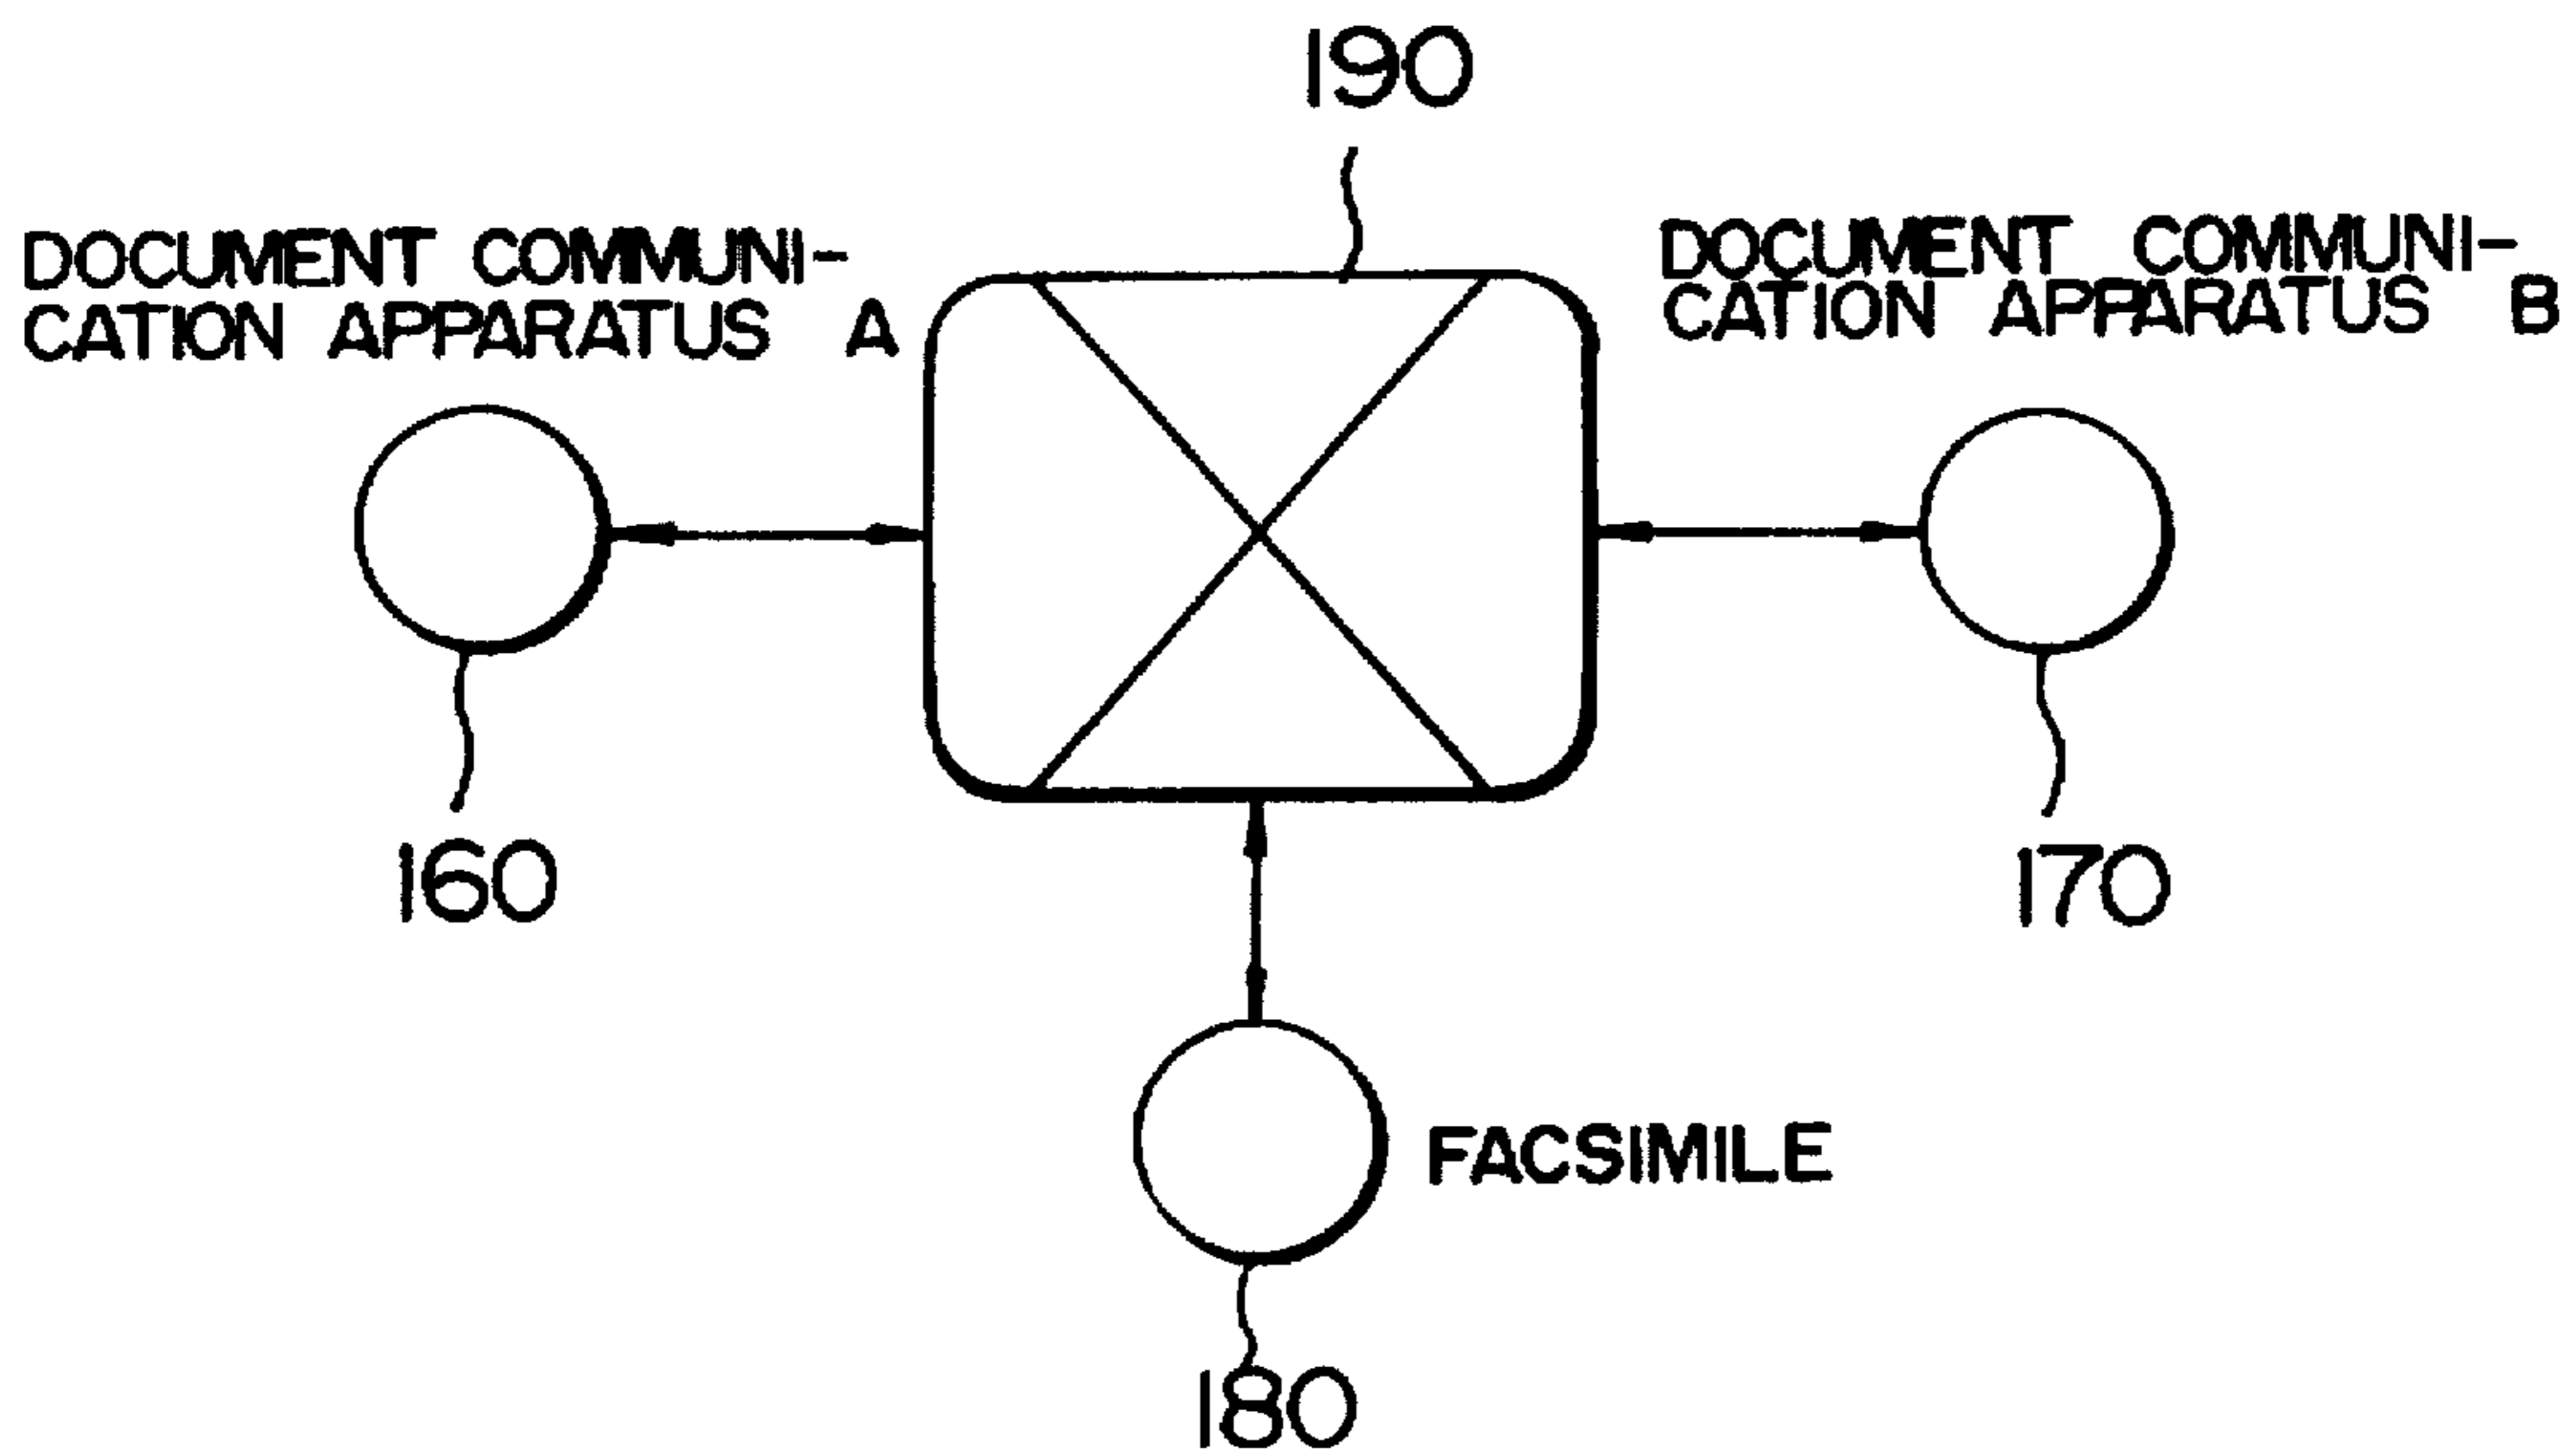 190
DOCUMENT COMMUNI-
CATION APPARATUS A
DOCUMENT COMMUNI-
CATION APPARATUS B
160
170
FACSIMILE
180